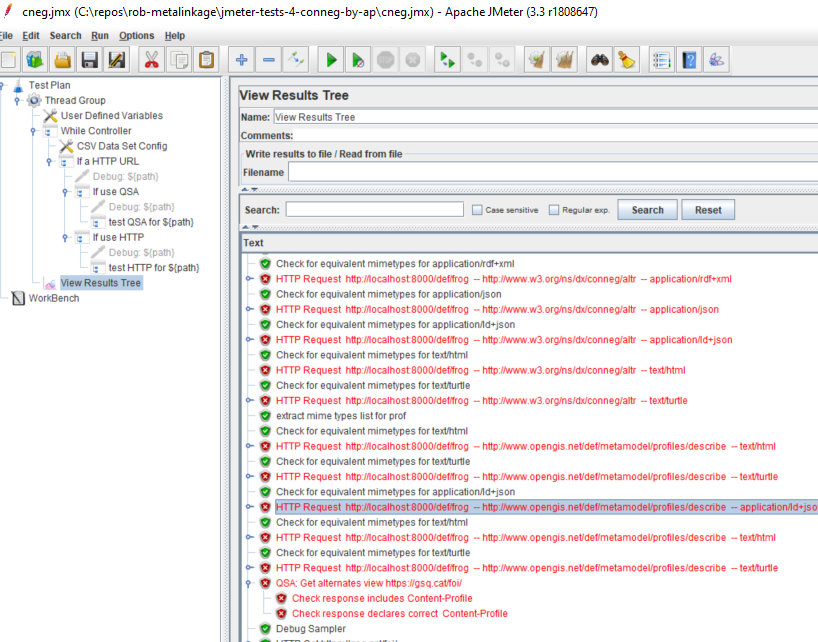 cneg.jmx (C:\repos\rob-metalinkage\jmeter-tests-4-conneg-by-ap\cneg.jmx) - Apache JMeter (3.3 r1808647)
File Edit Search Run Options Help
Test Plan
Thread Group
User Defined Variables
While Controller
CSV Data Set Config
If a HTTP URL
Debug: ${path}
If use QSA
Debug: ${path}
test QSA for ${path}
If use HTTP
Debug: ${path}
test HTTP for ${path}
View Results Tree
WorkBench
View Results Tree
Name: View Results Tree
Comments:
Write results to file / Read from file
Filename
Search: Case sensitive Regular exp. Search Reset
Text
Check for equivalent mimetypes for application/rdf+xml
HTTP Request http://localhost:8000/def/frog -- http://www.w3.org/ns/dx/conneg/altr -- application/rdf+xml
Check for equivalent mimetypes for application/json
HTTP Request http://localhost:8000/def/frog -- http://www.w3.org/ns/dx/conneg/altr -- application/json
Check for equivalent mimetypes for application/ld+json
HTTP Request http://localhost:8000/def/frog -- http://www.w3.org/ns/dx/conneg/altr -- application/ld+json
Check for equivalent mimetypes for text/html
HTTP Request http://localhost:8000/def/frog -- http://www.w3.org/ns/dx/conneg/altr -- text/html
Check for equivalent mimetypes for text/turtle
HTTP Request http://localhost:8000/def/frog -- http://www.w3.org/ns/dx/conneg/altr -- text/turtle
extract mime types list for prof
Check for equivalent mimetypes for text/html
HTTP Request http://localhost:8000/def/frog -- http://www.opengis.net/def/metamodel/profiles/describe -- text/html
Check for equivalent mimetypes for text/turtle
HTTP Request http://localhost:8000/def/frog -- http://www.opengis.net/def/metamodel/profiles/describe -- text/turtle
Check for equivalent mimetypes for application/ld+json
HTTP Request http://localhost:8000/def/frog -- http://www.opengis.net/def/metamodel/profiles/describe -- application/ld+jso
Check for equivalent mimetypes for text/html
HTTP Request http://localhost:8000/def/frog -- http://www.opengis.net/def/metamodel/profiles/describe -- text/html
Check for equivalent mimetypes for text/turtle
HTTP Request http://localhost:8000/def/frog -- http://www.opengis.net/def/metamodel/profiles/describe -- text/turtle
QSA: Get alternates view https://gsq.cat/foi/
Check response includes Content-Profile
Check response declares correct Content-Profile
Debug Sampler